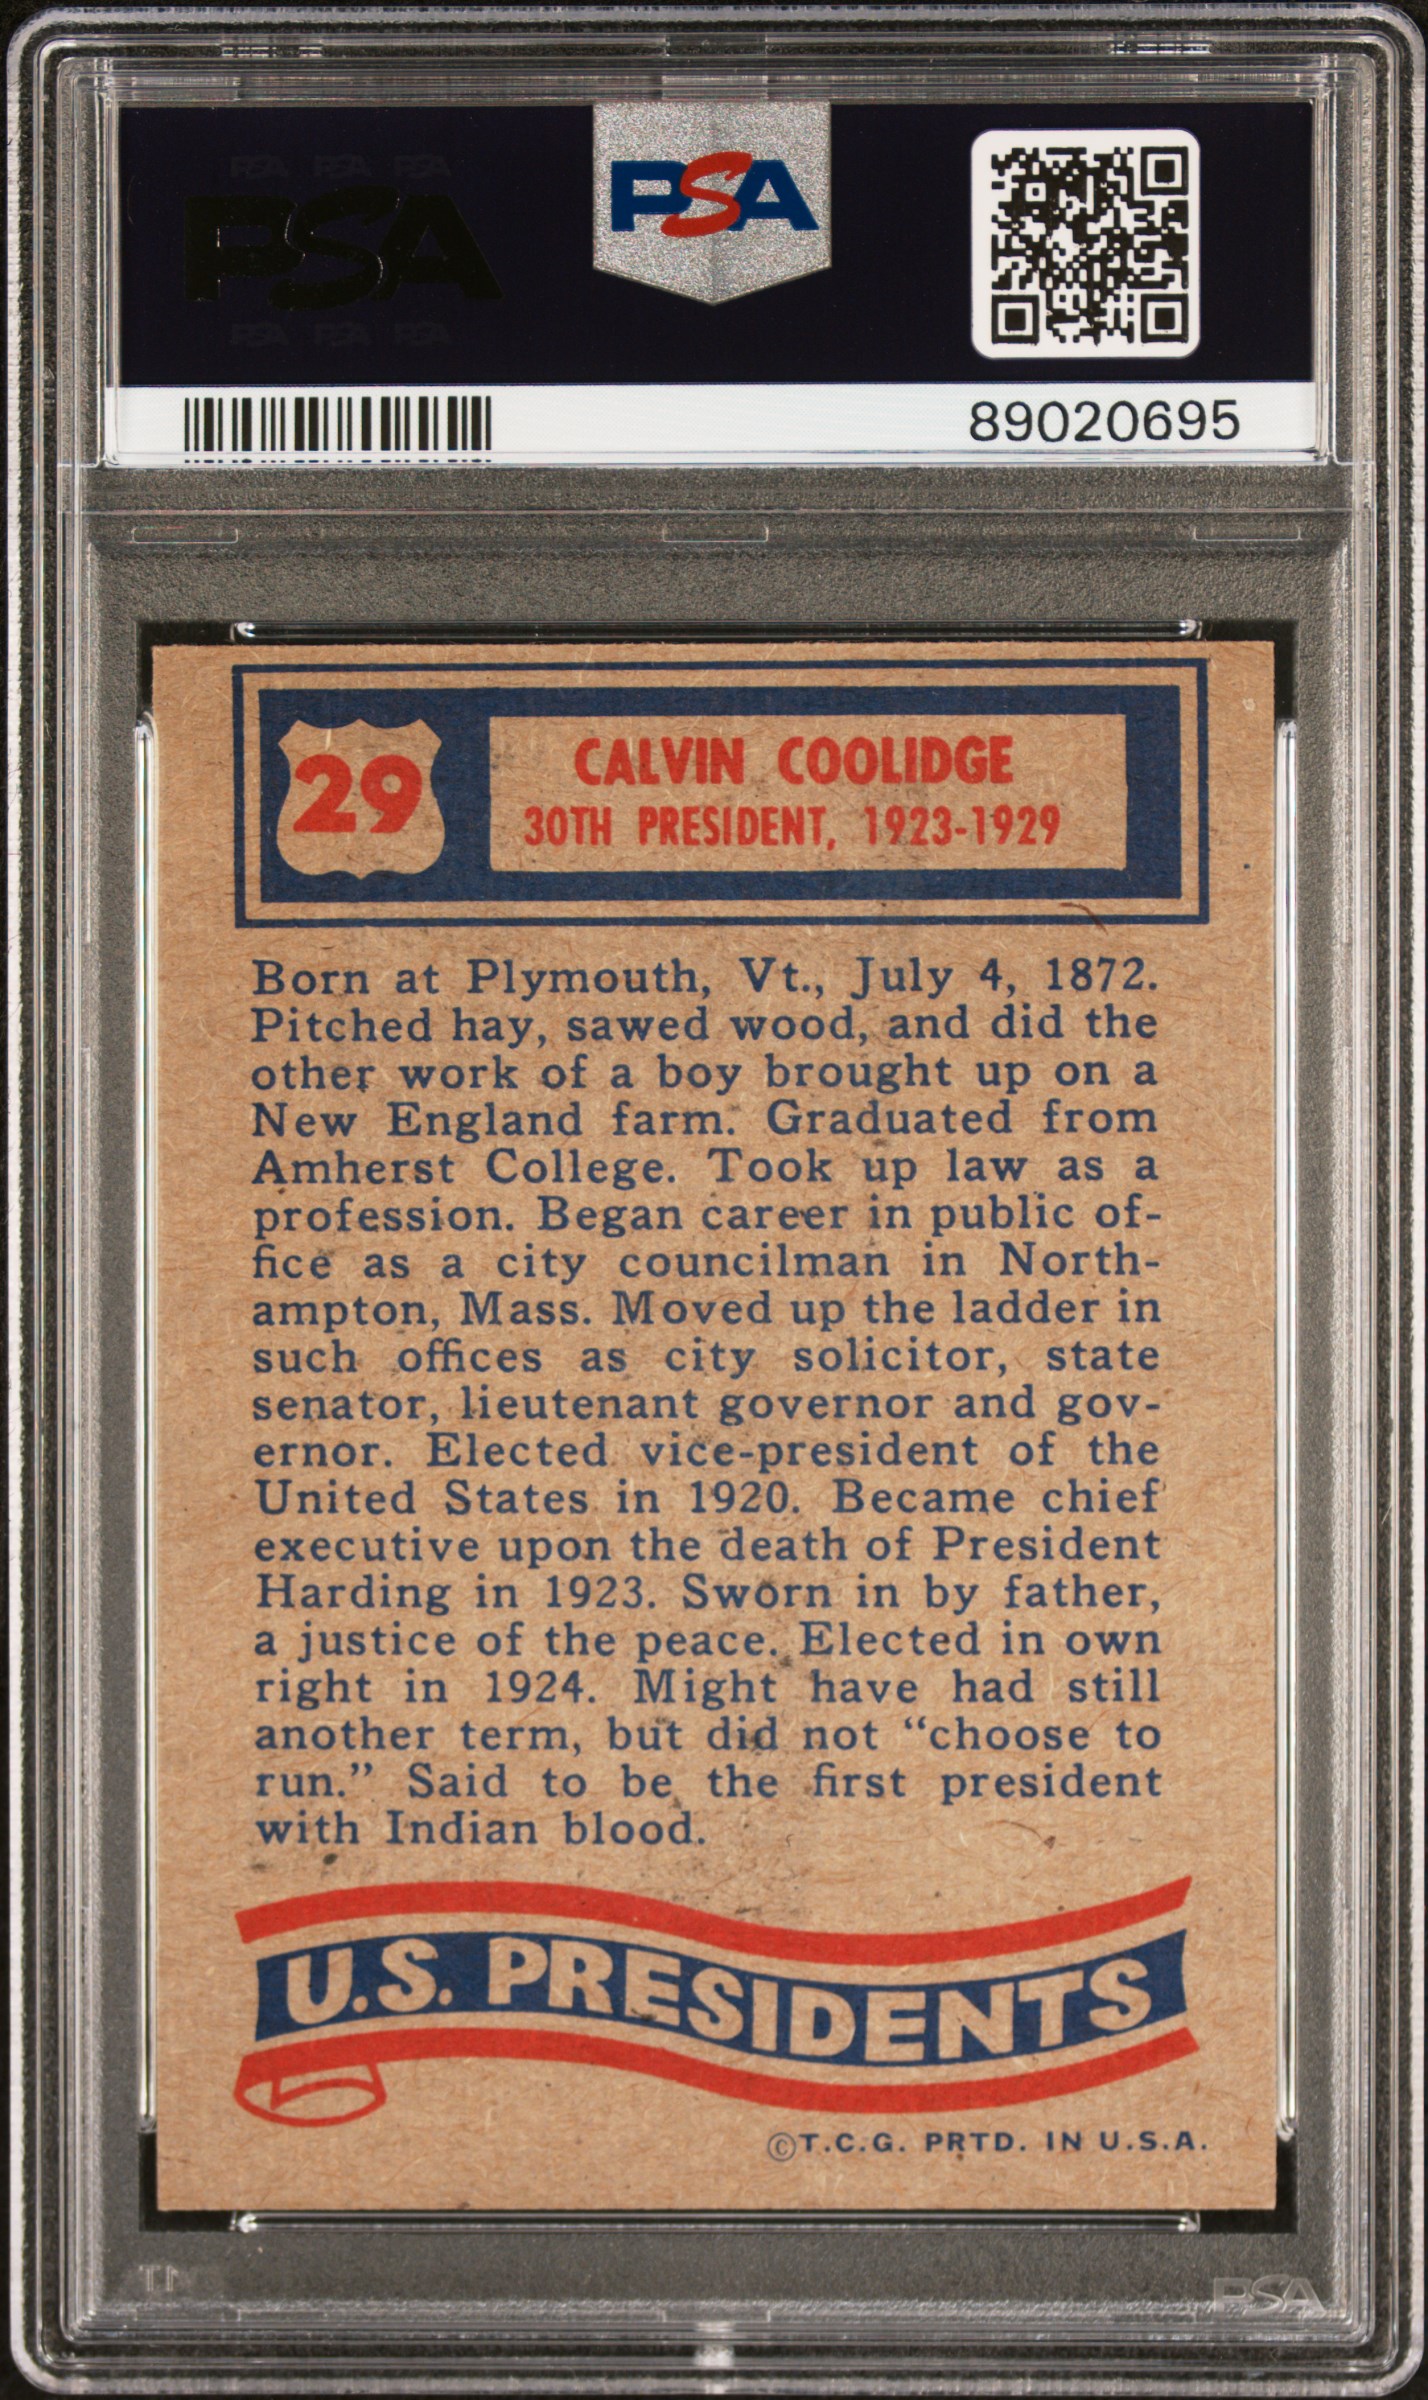 PSA PSA PSA
PSA
PSA PSA PSA
PSA
89020695
29
CALVIN COOLIDGE
30TH PRESIDENT, 1923-1929
Born at Plymouth, Vt., July 4, 1872.
Pitched hay, sawed wood, and did the
other work of a boy brought up on a
New England farm. Graduated from
Amherst College. Took up law as a
profession. Began career in public of-
fice as a city councilman in North-
ampton, Mass. Moved up the ladder in
such offices as city solicitor, state
senator, lieutenant governor and gov-
ernor. Elected vice-president of the
United States in 1920. Became chief
executive upon the death of President
Harding in 1923. Sworn in by father,
a justice of the peace. Elected in own
right in 1924. Might have had still
another term, but did not “choose to
run.” Said to be the first president
with Indian blood.
U.S. PRESIDENTS
©T.C.G. PRTD. IN U.S.A.
PSA